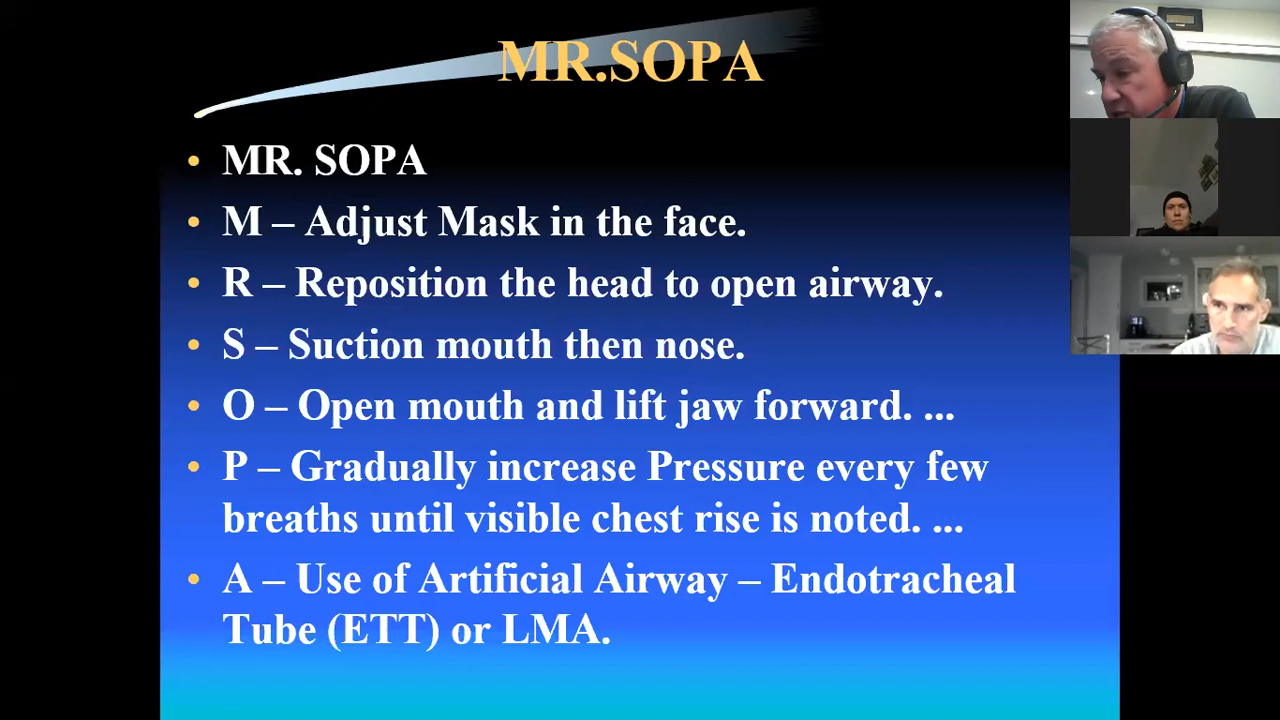 MR.SOPA
• MR. SOPA
• M – Adjust Mask in the face.
• R – Reposition the head to open airway.
• S – Suction mouth then nose.
• O – Open mouth and lift jaw forward. ...
• P – Gradually increase Pressure every few
breaths until visible chest rise is noted. ...
• A – Use of Artificial Airway – Endotracheal
Tube (ETT) or LMA.